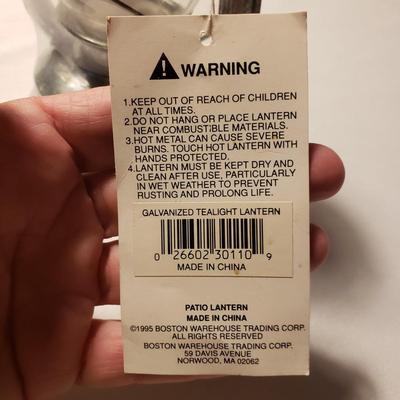 WARNING
1.KEEP OUT OF REACH OF CHILDREN
AT ALL TIMES.
2.DO NOT HANG OR PLACE LANTERN
NEAR COMBUSTIBLE MATERIALS.
3.HOT METAL CAN CAUSE SEVERE
BURNS. TOUCH HOT LANTERN WITH
HANDS PROTECTED.
4.LANTERN MUST BE KEPT DRY AND
CLEAN AFTER USE, PARTICULARLY
IN WET WEATHER TO PREVENT
RUSTING AND PROLONG LIFE.
GALVANIZED TEALIGHT LANTERN
0 26602 30110 9
MADE IN CHINA
PATIO LANTERN
MADE IN CHINA
©1995 BOSTON WAREHOUSE TRADING CORP.
ALL RIGHTS RESERVED
BOSTON WAREHOUSE TRADING CORP.
59 DAVIS AVENUE
NORWOOD, MA 02062